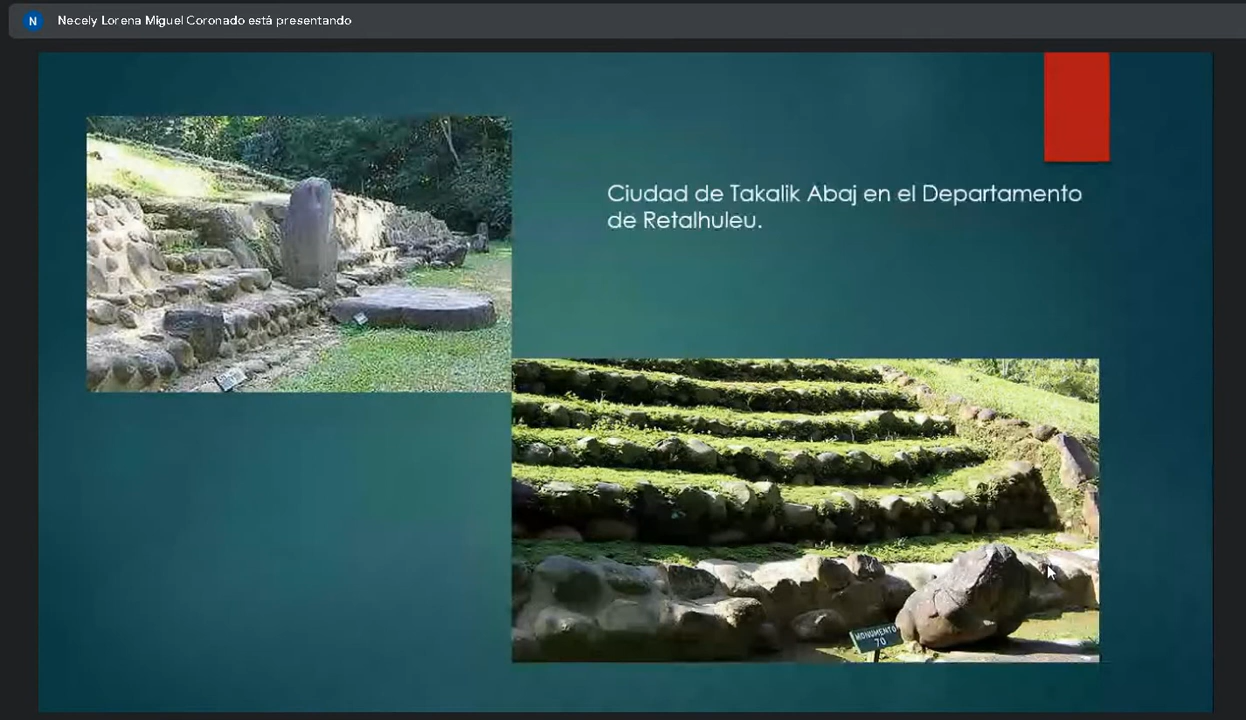 N Necely Lorena Miguel Coronado está presentando
Ciudad de Takalik Abaj en el Departamento
de Retalhuleu.
MONUMENTO
70